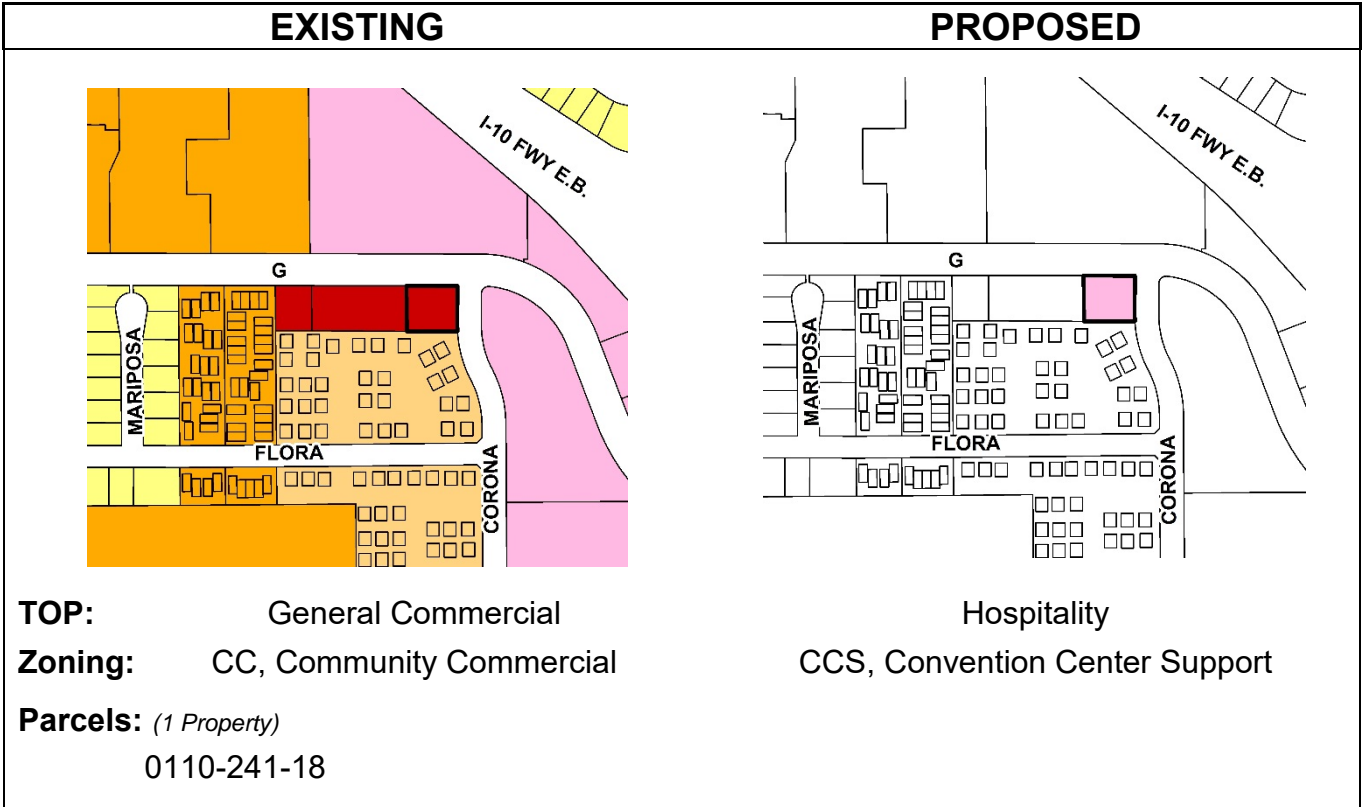 EXISTING PROPOSED
I-10 FWY E.B.
G
MARIPOSA
FLORA
CORONA
I-10 FWY E.B.
G
MARIPOSA
FLORA
CORONA
TOP: General Commercial Hospitality
Zoning: CC, Community Commercial CCS, Convention Center Support
Parcels: (1 Property)
0110-241-18